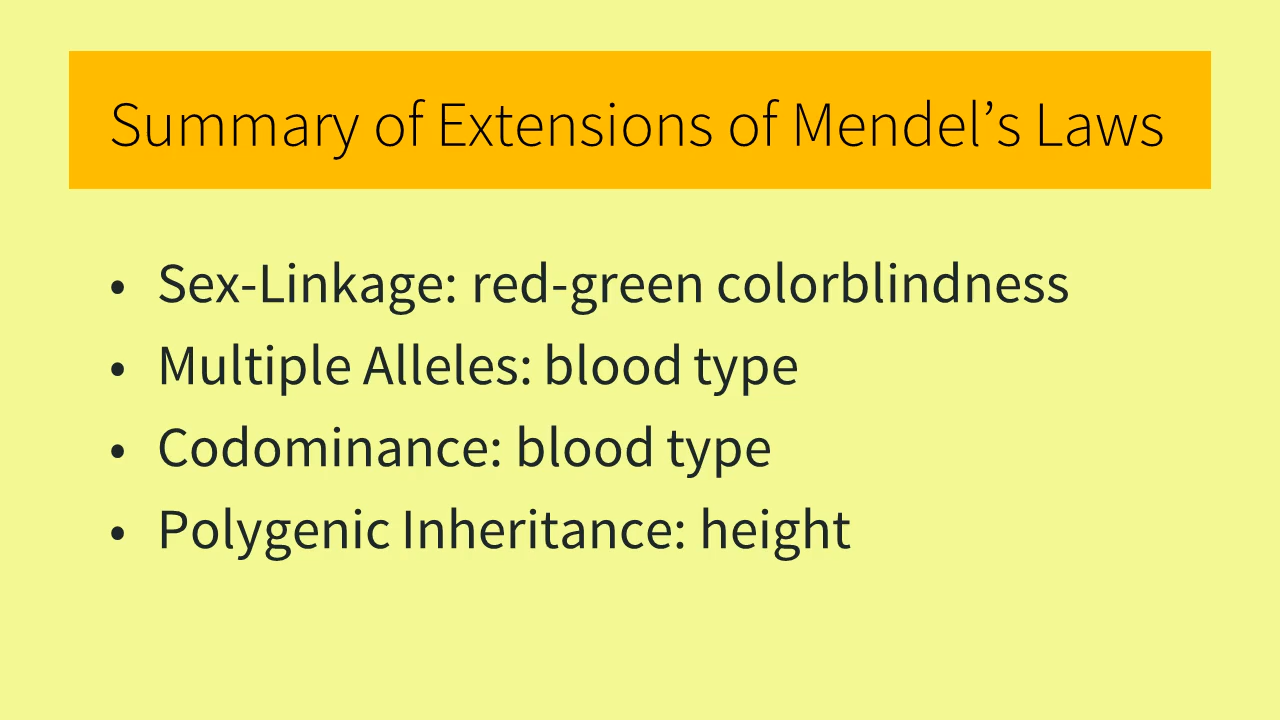 Summary of Extensions of Mendel’s Laws
• Sex-Linkage: red-green colorblindness
• Multiple Alleles: blood type
• Codominance: blood type
• Polygenic Inheritance: height